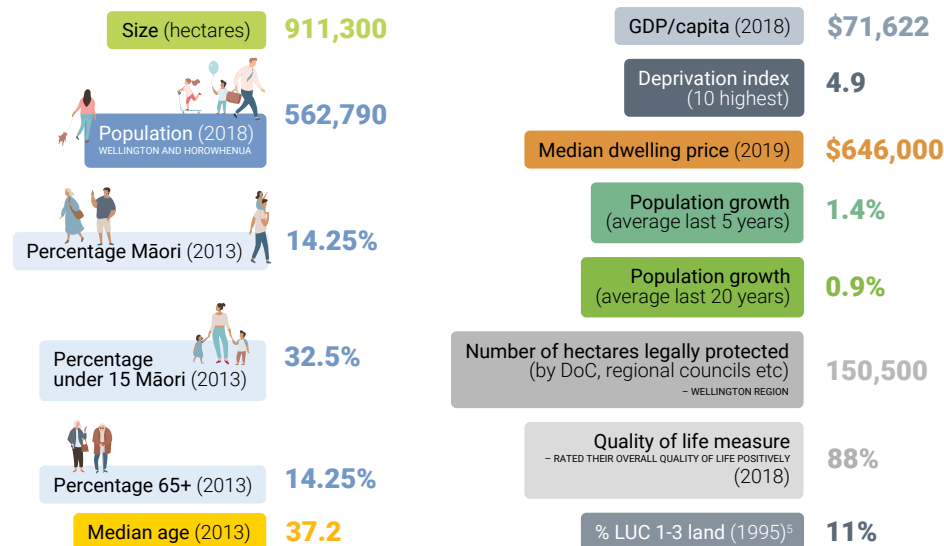 Size (hectares) 911,300
Population (2018)
WELLINGTON AND HOROWHENUA
562,790
Percentage Māori (2013) 14.25%
Percentage
under 15 Māori (2013)
32.5%
Percentage 65+ (2013) 14.25%
Median age (2013) 37.2
GDP/capita (2018) $71,622
Deprivation index
(10 highest)
4.9
Median dwelling price (2019) $646,000
Population growth
(average last 5 years)
1.4%
Population growth
(average last 20 years)
0.9%
Number of hectares legally protected
(by DoC, regional councils etc)
– WELLINGTON REGION
150,500
Quality of life measure
– RATED THEIR OVERALL QUALITY OF LIFE POSITIVELY
(2018)
88%
% LUC 1-3 land (1995)⁵ 11%